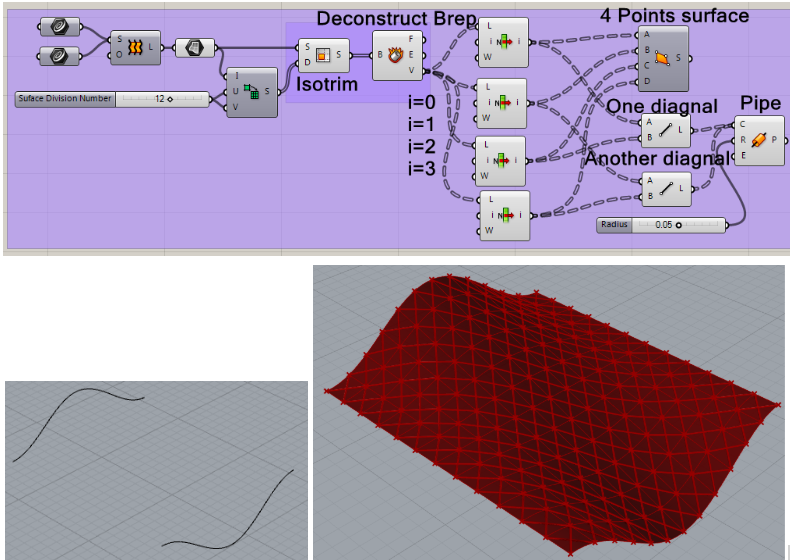 Deconstruct Brep
4 Points surface
S
O
L
S
D
S
B
F
E
V
L
i
N
i
W
A
B
C
D
S
Isotrim
I
U
V
S
Suface Division Number
12
i=0
i=1
i=2
i=3
L
i
N
i
W
L
i
N
i
W
L
i
N
i
W
One diagnal
A
B
L
Another diagnal
A
B
L
Pipe
C
R
E
P
Radius
0.05